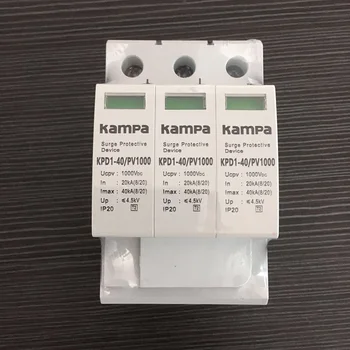 kampa kampa kampa
Surge Protective Device Surge Protective Device Surge Protective Device
KPD1-40/PV1000 KPD1-40/PV1000 KPD1-40/PV1000
Ucpv : 1000Vdc Ucpv : 1000Vdc Ucpv : 1000Vdc
In : 20kA(8/20) In : 20kA(8/20) In : 20kA(8/20)
Imax : 40kA(8/20) Imax : 40kA(8/20) Imax : 40kA(8/20)
Up : ≤4.5kV Up : ≤4.5kV Up : ≤4.5kV
IP20 IP20 IP20